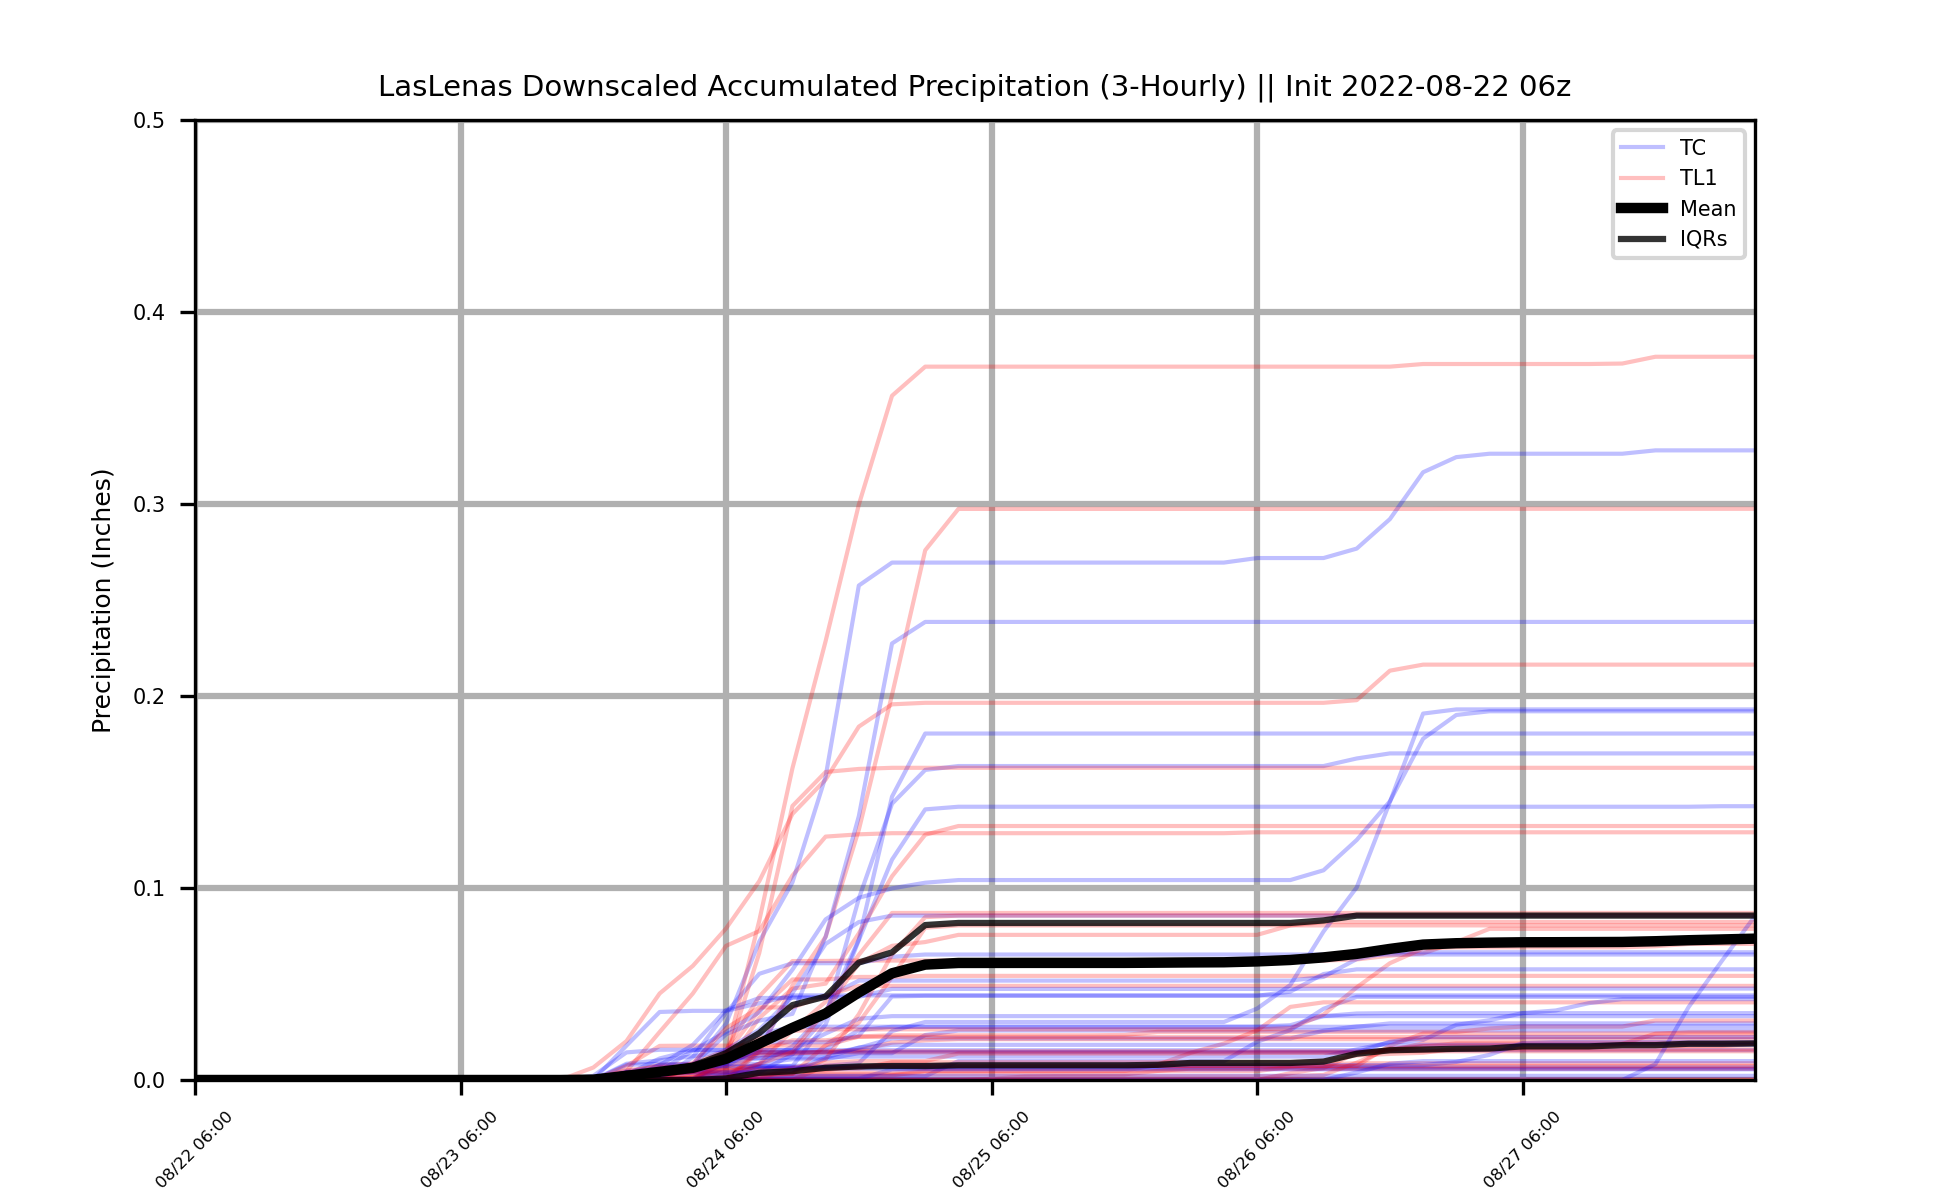 LasLenas Downscaled Accumulated Precipitation (3-Hourly) || Init 2022-08-22 06z
TC
TL1
Mean
IQRs
Precipitation (Inches)
0.5
0.4
0.3
0.2
0.1
0.0
08/22 06:00
08/23 06:00
08/24 06:00
08/25 06:00
08/26 06:00
08/27 06:00